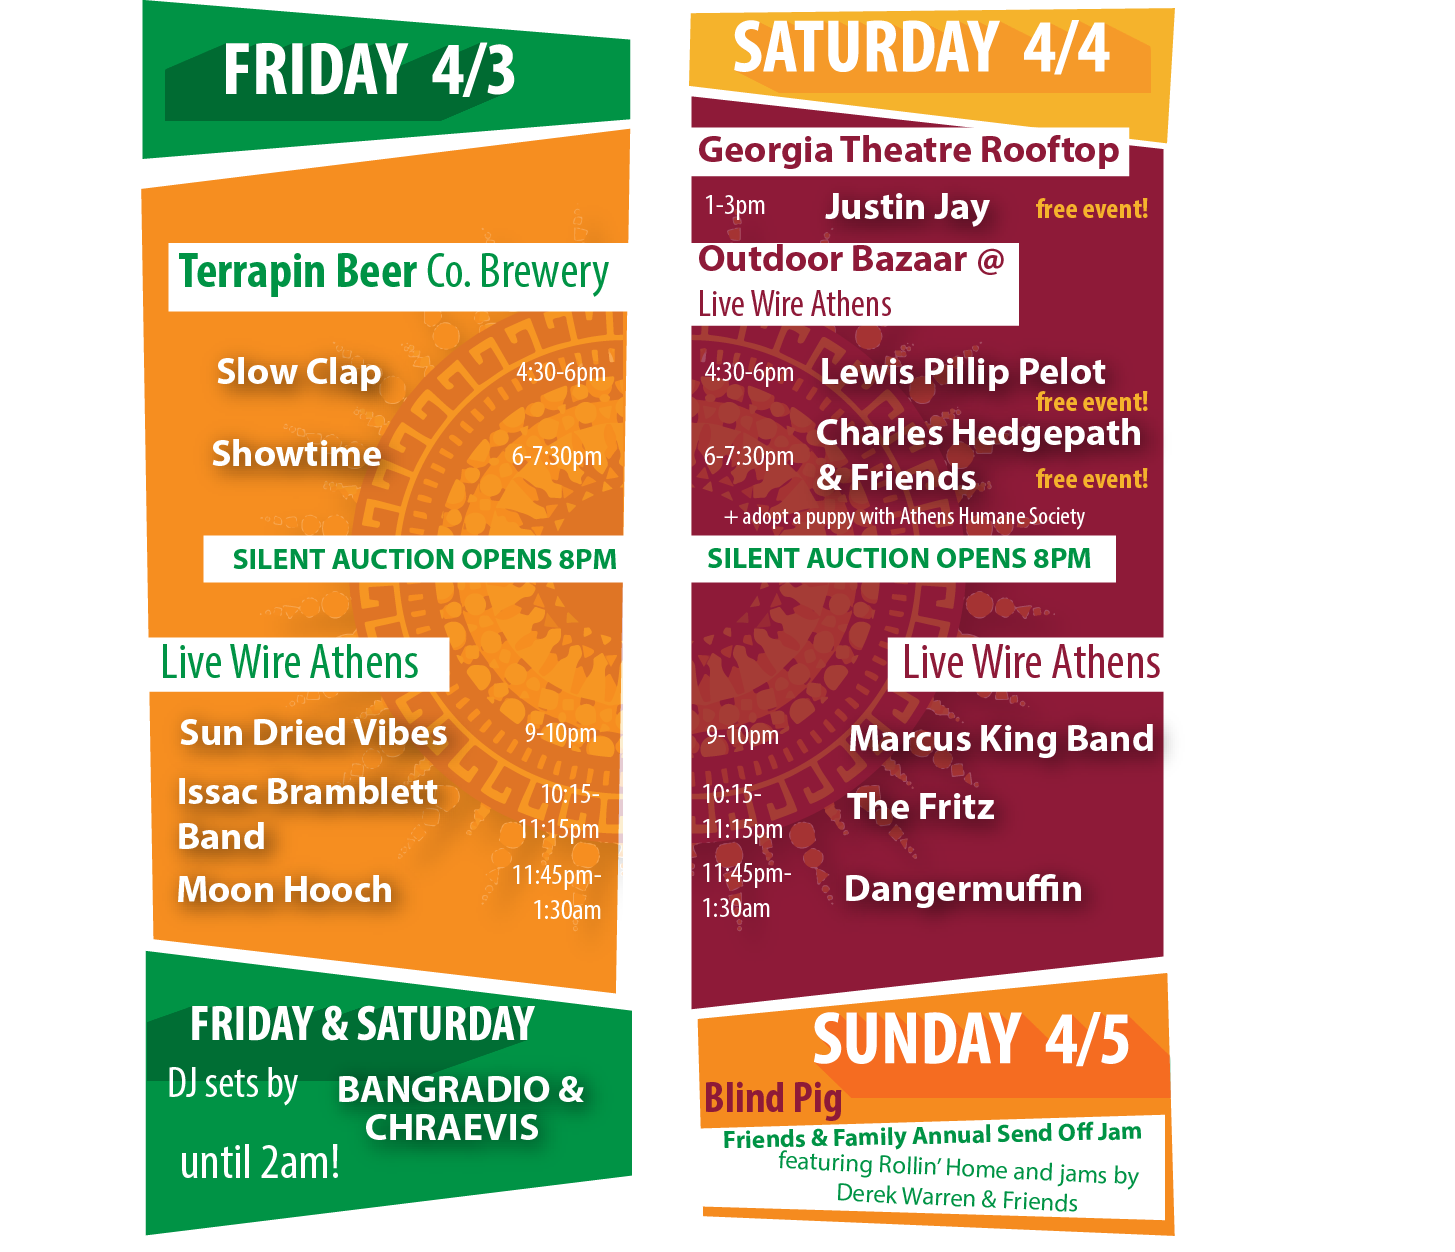 FRIDAY 4/3
Terrapin Beer Co. Brewery
Slow Clap 4:30-6pm
Showtime 6-7:30pm
SILENT AUCTION OPENS 8PM
Live Wire Athens
Sun Dried Vibes 9-10pm
Issac Bramblett 10:15-
Band 11:15pm
Moon Hooch 11:45pm-
1:30am
FRIDAY & SATURDAY
DJ sets by BANGRADIO &
CHRAEVIS
until 2am!
SATURDAY 4/4
Georgia Theatre Rooftop
1-3pm Justin Jay free event!
Outdoor Bazaar @
Live Wire Athens
4:30-6pm Lewis Pillip Pelot
free event!
Charles Hedgepath
6-7:30pm
& Friends free event!
+ adopt a puppy with Athens Humane Society
SILENT AUCTION OPENS 8PM
Live Wire Athens
9-10pm Marcus King Band
10:15-
11:15pm The Fritz
11:45pm-
1:30am Dangermuffin
SUNDAY 4/5
Blind Pig
Friends & Family Annual Send Off Jam
featuring Rollin' Home and jams by
Derek Warren & Friends